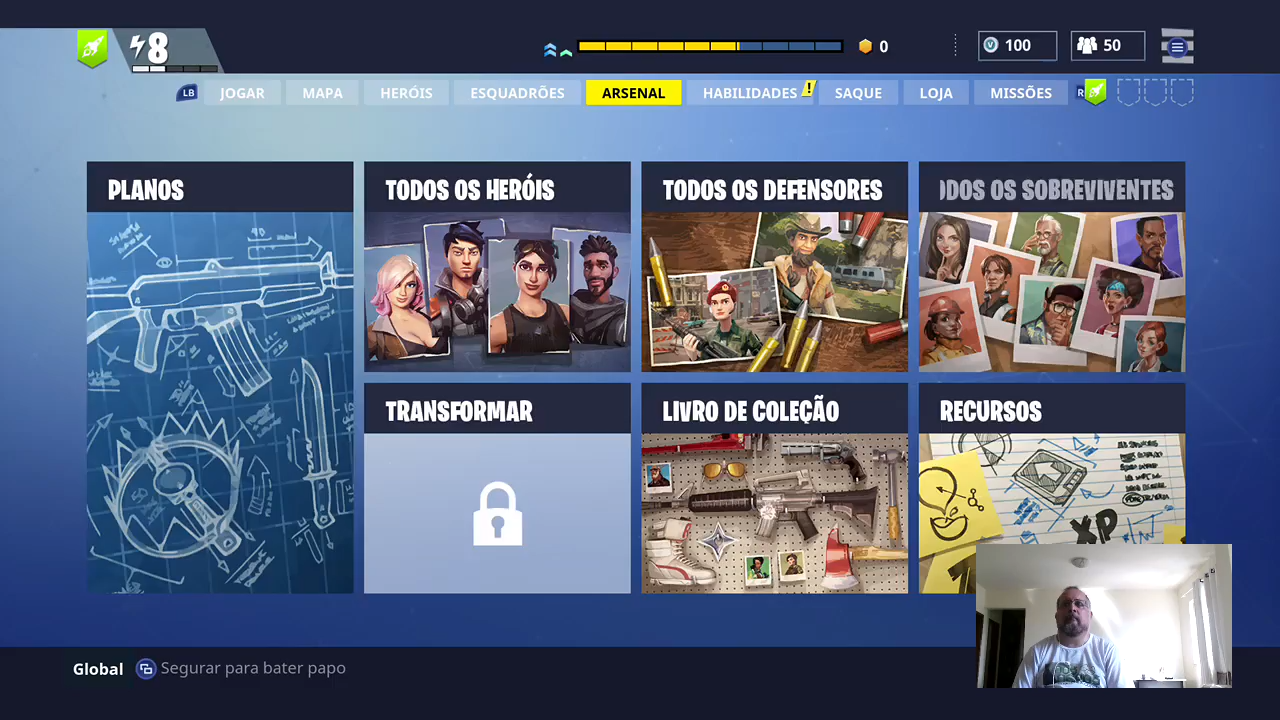 8
0
100
50
LB
JOGAR
MAPA
HERÓIS
ESQUADRÕES
ARSENAL
HABILIDADES
!
SAQUE
LOJA
MISSÕES
R
PLANOS
TODOS OS HERÓIS
TODOS OS DEFENSORES
ODOS OS SOBREVIVENTES
TRANSFORMAR
LIVRO DE COLEÇÃO
RECURSOS
XP
Global
Segurar para bater papo